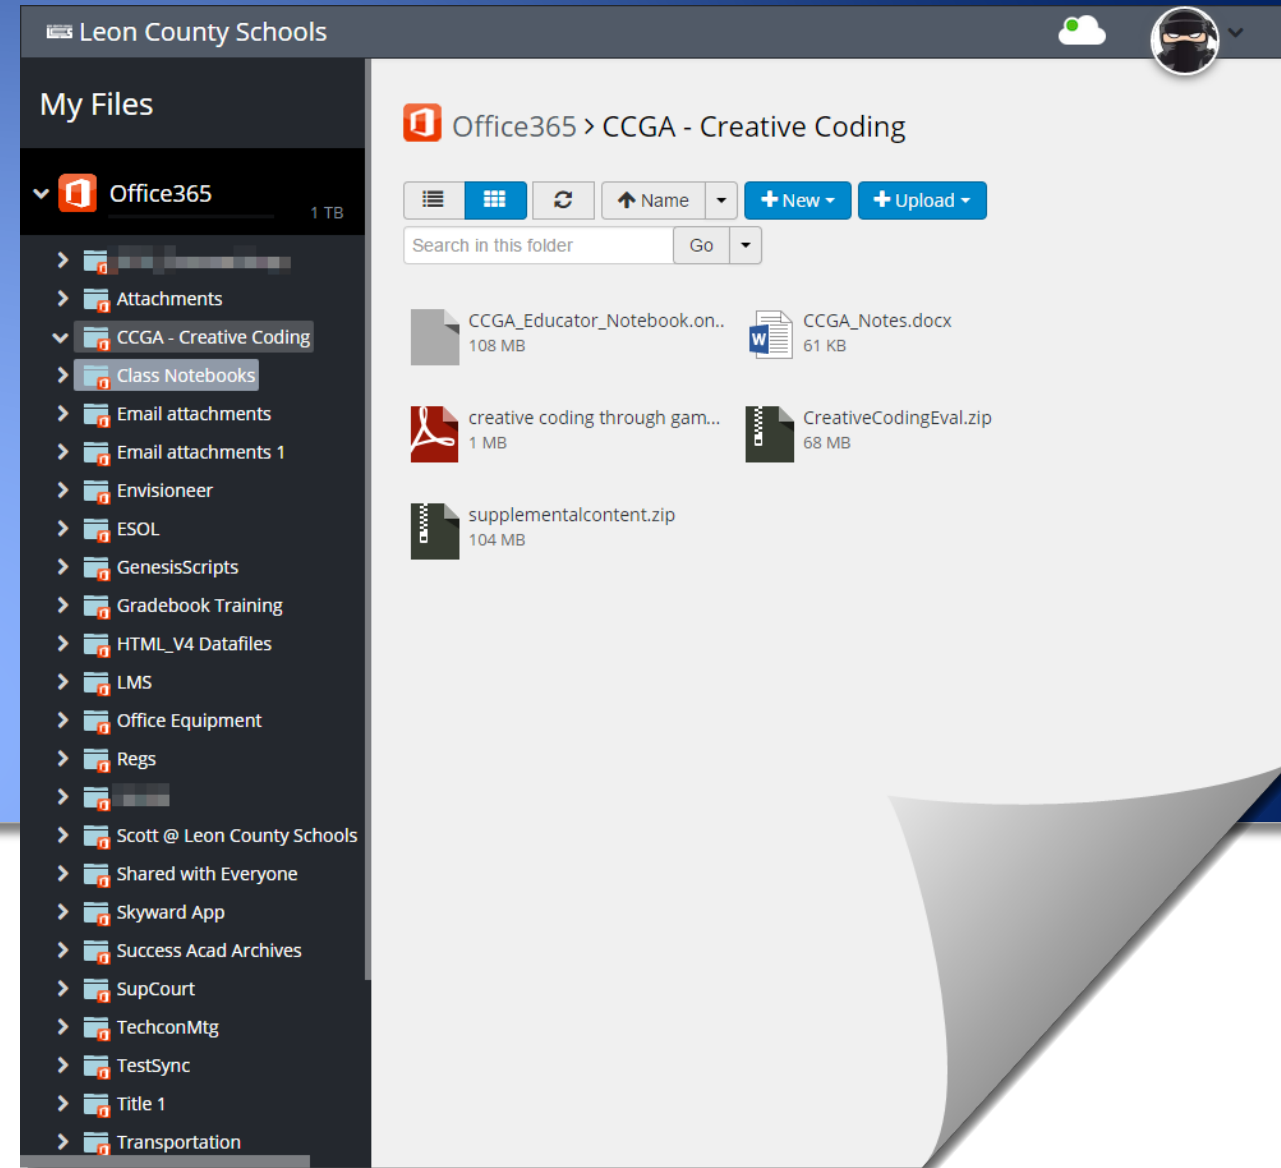 Leon County Schools
My Files
Office365
1 TB
Attachments
CCGA - Creative Coding
Class Notebooks
Email attachments
Email attachments 1
Envisioneer
ESOL
GenesisScripts
Gradebook Training
HTML_V4 Datafiles
LMS
Office Equipment
Regs
Scott @ Leon County Schools
Shared with Everyone
Skyward App
Success Acad Archives
SupCourt
TechconMtg
TestSync
Title 1
Transportation
Office365 > CCGA - Creative Coding
Name
New
Upload
Search in this folder
Go
CCGA_Educator_Notebook.on..
108 MB
CCGA_Notes.docx
61 KB
creative coding through gam...
1 MB
CreativeCodingEval.zip
68 MB
supplementalcontent.zip
104 MB